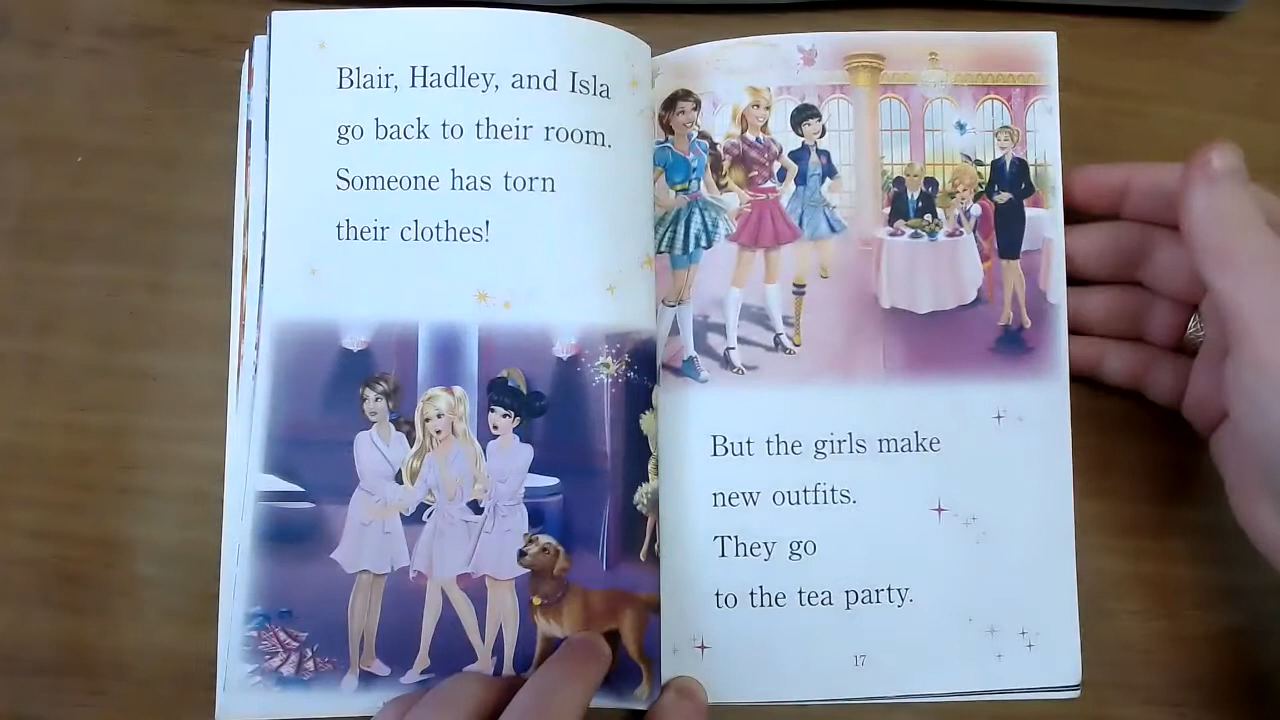 Blair, Hadley, and Isla
go back to their room.
Someone has torn
their clothes!
But the girls make
new outfits.
They go
to the tea party.
17